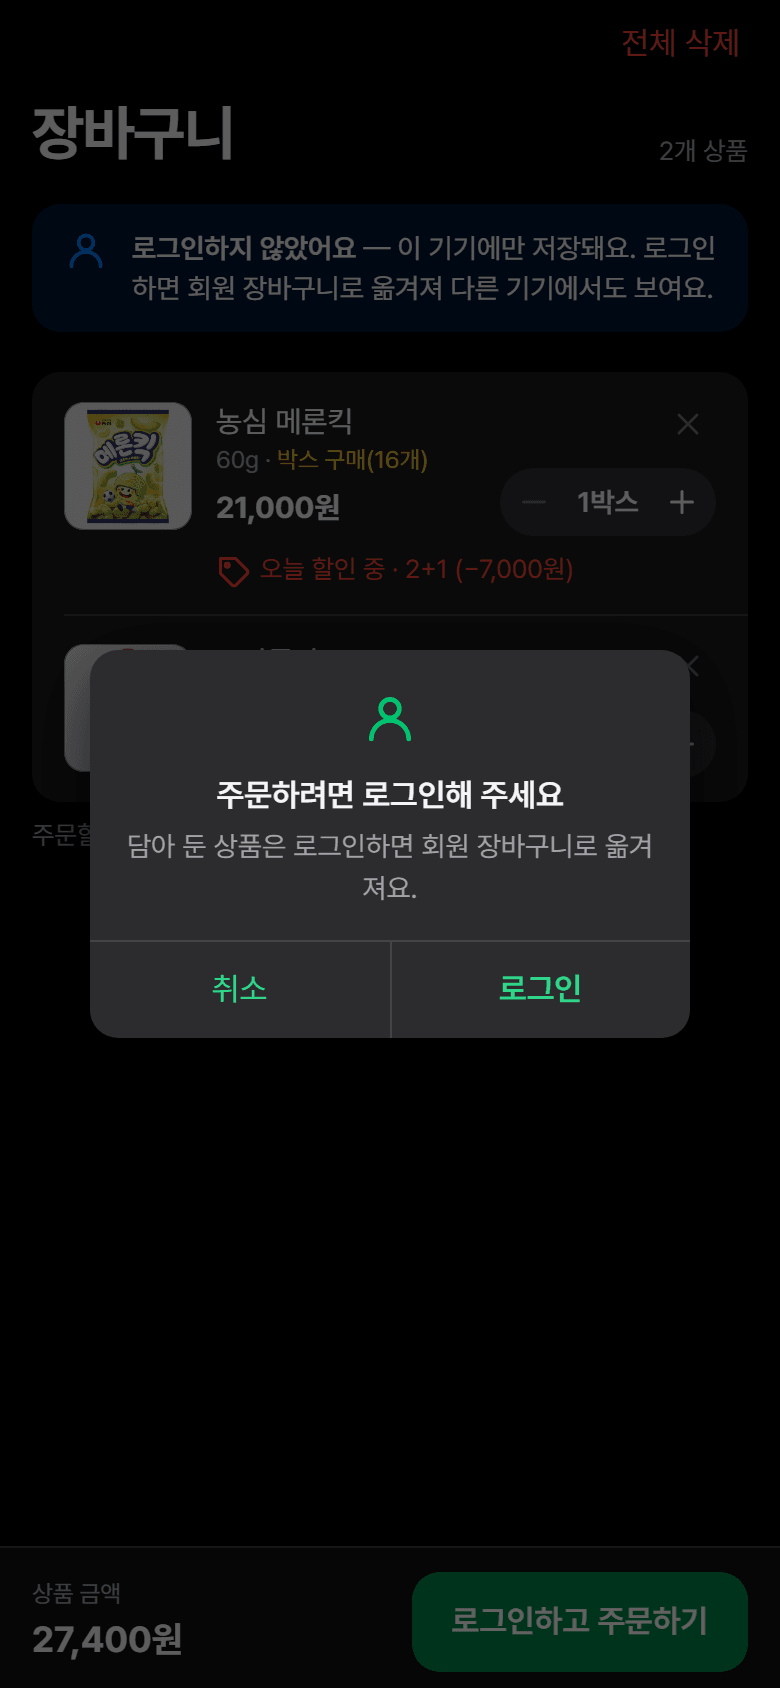 전체 삭제
장바구니
2개 상품
로그인하지 않았어요 — 이 기기에만 저장돼요. 로그인
하면 회원 장바구니로 옮겨져 다른 기기에서도 보여요.
메론킥
농심 메론킥
60g · 박스 구매(16개)
21,000원
1박스
오늘 할인 중 · 2+1 (−7,000원)
주문하려면 로그인해 주세요
담아 둔 상품은 로그인하면 회원 장바구니로 옮겨
져요.
취소
로그인
상품 금액
27,400원
로그인하고 주문하기